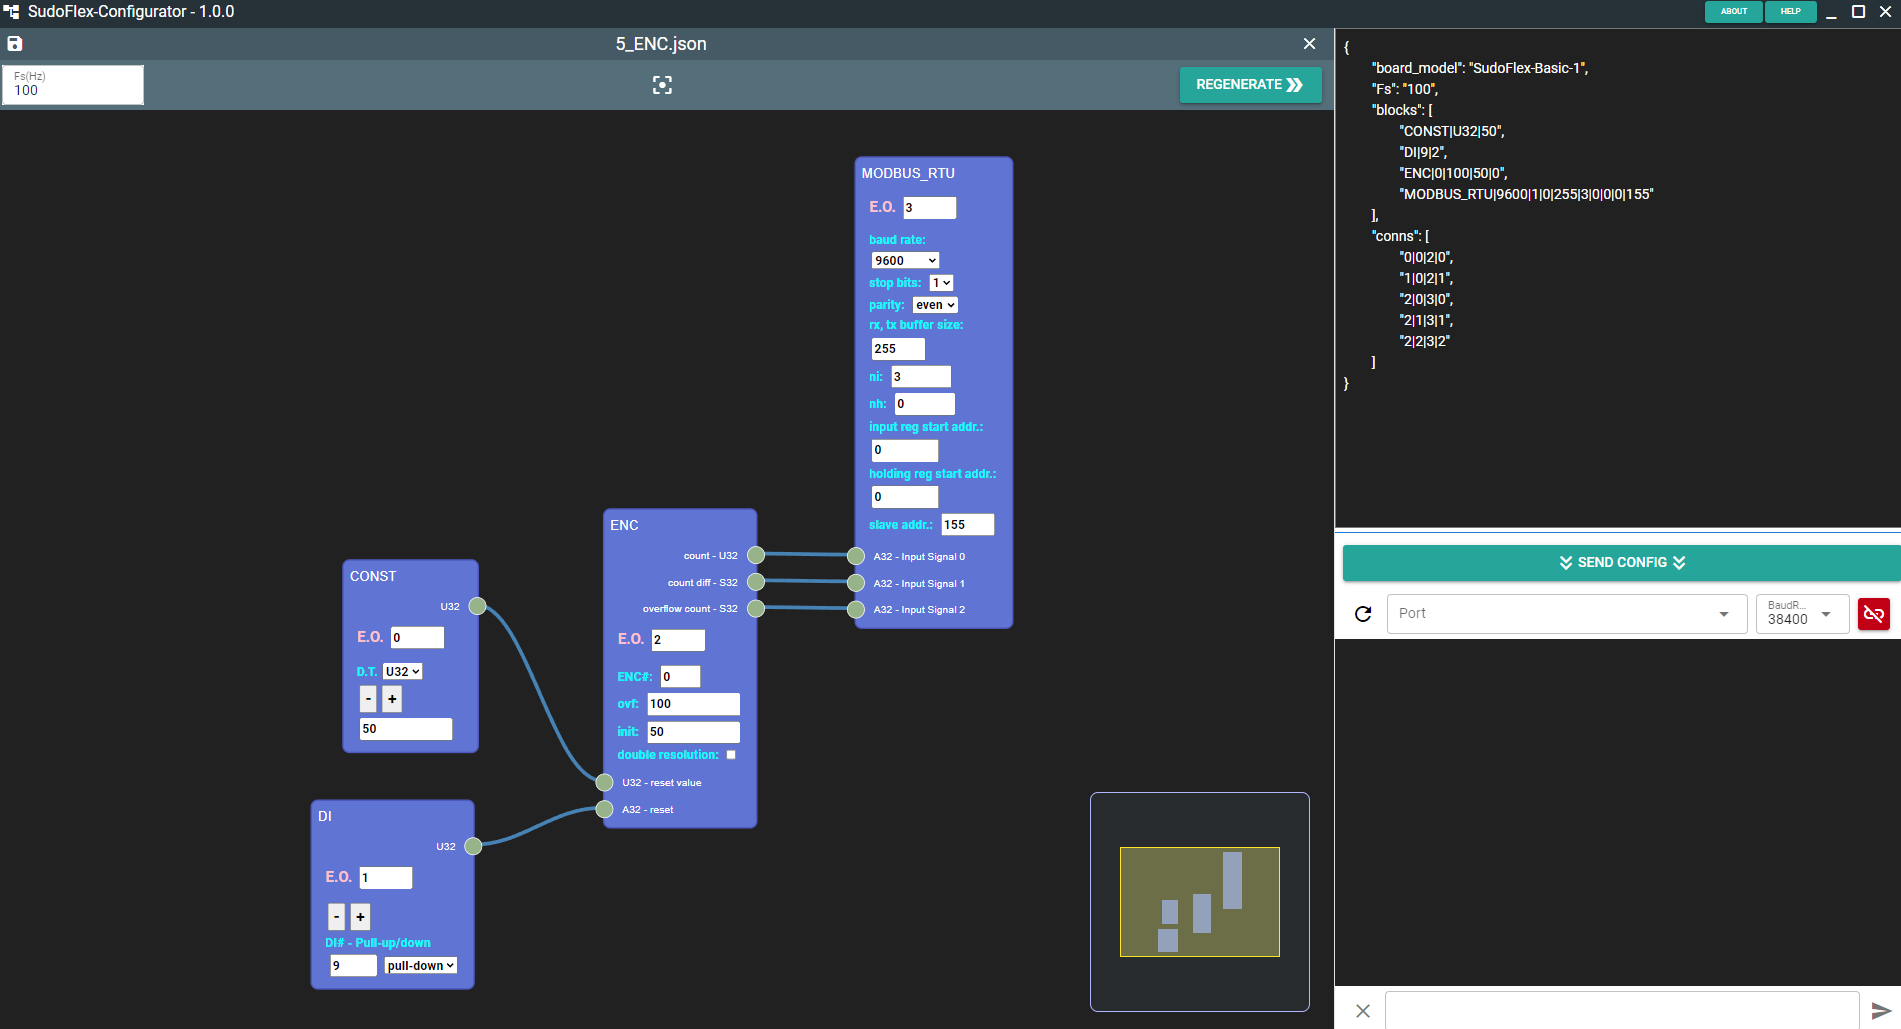 SudoFlex-Configurator - 1.0.0
ABOUT
HELP
5_ENC.json
Fs(Hz)
100
REGENERATE
MODBUS_RTU
E.O. 3
baud rate:
9600
stop bits: 1
parity: even
rx, tx buffer size:
255
ni: 3
nh: 0
input reg start addr.:
0
holding reg start addr.:
0
slave addr.: 155
A32 - Input Signal 0
A32 - Input Signal 1
A32 - Input Signal 2
ENC
count - U32
count diff - S32
overflow count - S32
E.O. 2
ENC#: 0
ovf: 100
init: 50
double resolution:
U32 - reset value
A32 - reset
CONST
U32
E.O. 0
D.T. U32
- +
50
DI
U32
E.O. 1
- +
DI# - Pull-up/down
9 pull-down
{
"board_model": "SudoFlex-Basic-1",
"Fs": "100",
"blocks": [
"CONST|U32|50",
"DI|9|2",
"ENC|0|100|50|0",
"MODBUS_RTU|9600|1|0|255|3|0|0|0|155"
],
"conns": [
"0|0|2|0",
"1|0|2|1",
"2|0|3|0",
"2|1|3|1",
"2|2|3|2"
]
}
SEND CONFIG
Port
BaudR...
38400